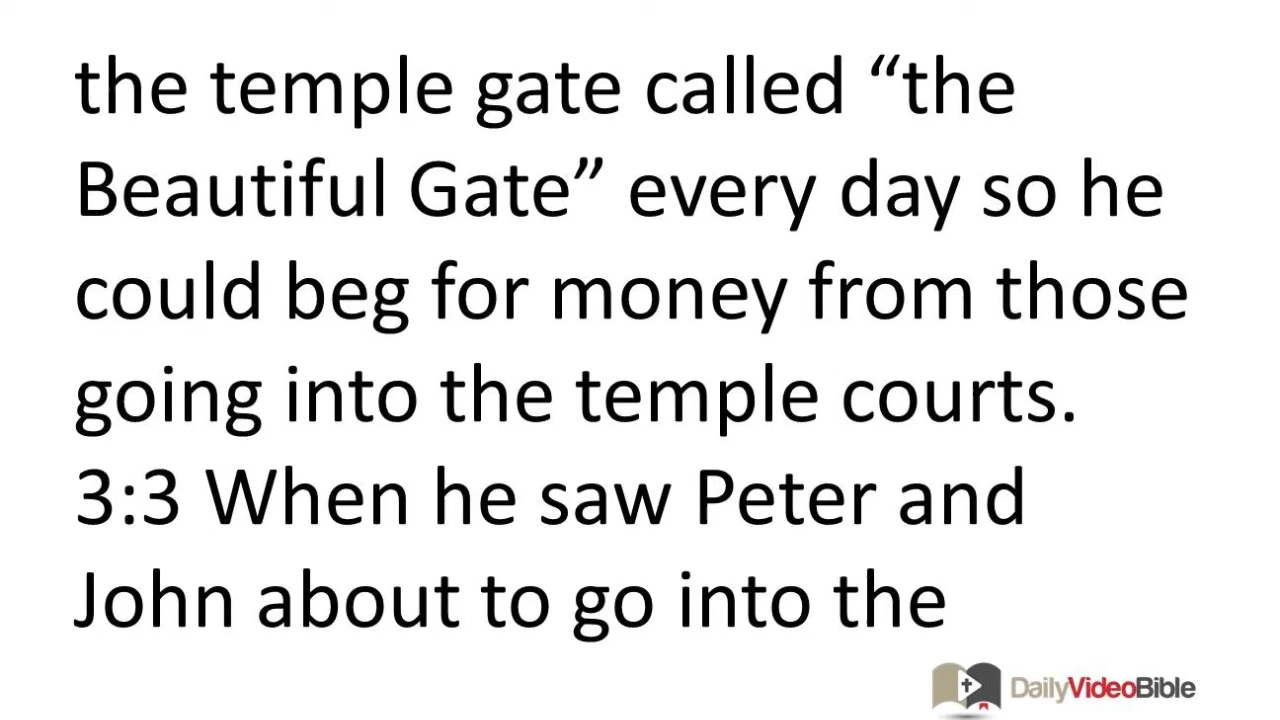 the temple gate called “the
Beautiful Gate” every day so he
could beg for money from those
going into the temple courts.
3:3 When he saw Peter and
John about to go into the
DailyVideoBible